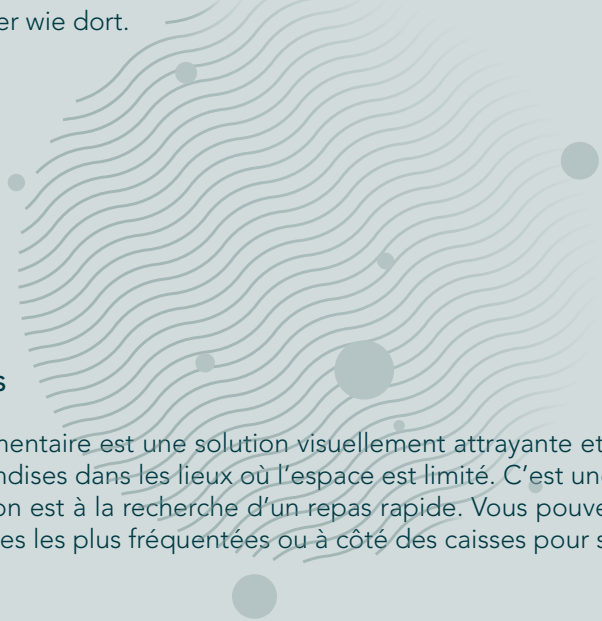 er wie dort.
s
mentaire est une solution visuellement attrayante et
ndises dans les lieux où l’espace est limité. C’est un
on est à la recherche d’un repas rapide. Vous pouve
es les plus fréquentées ou à côté des caisses pour s